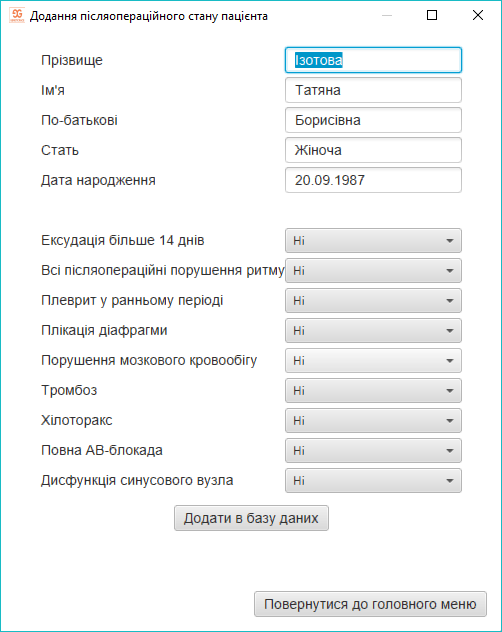 Додання післяопераційного стану пацієнта
Прізвище Ізотова
Ім'я Татяна
По-батькові Борисівна
Стать Жіноча
Дата народження 20.09.1987
Ексудація більше 14 днів Ні
Всі післяопераційні порушення ритму Ні
Плеврит у ранньому періоді Ні
Плікація діафрагми Ні
Порушення мозкового кровообігу Ні
Тромбоз Ні
Хілоторакс Ні
Повна АВ-блокада Ні
Дисфункція синусового вузла Ні
Додати в базу даних
Повернутися до головного меню